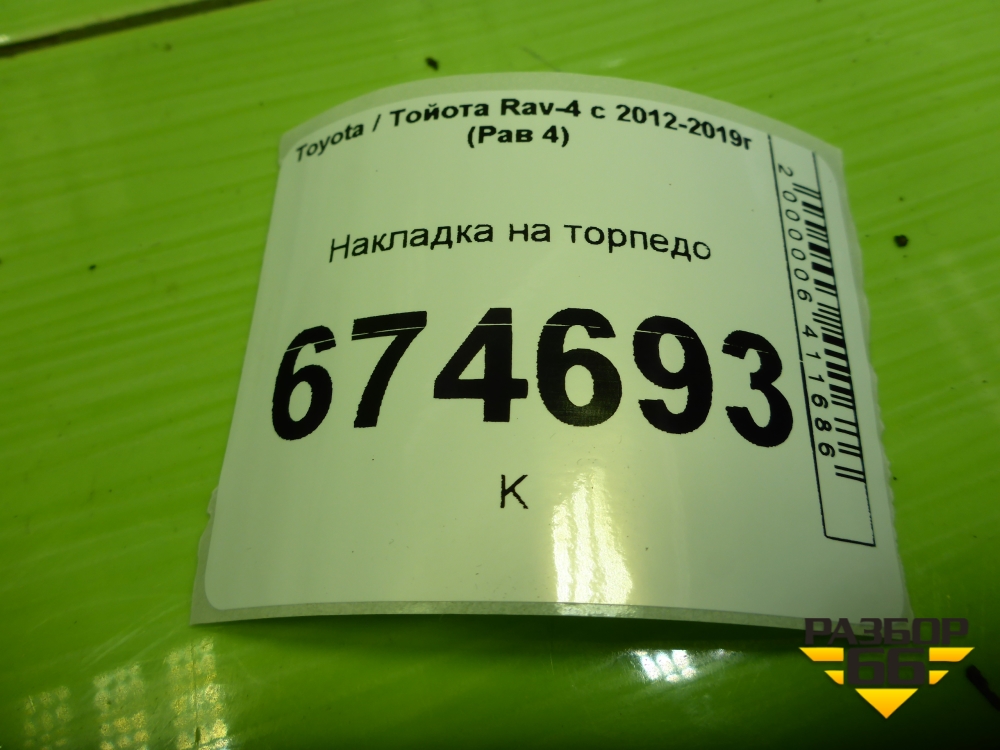 Toyota / Тойота Rav-4 с 2012-2019г
(Рав 4)
Накладка на торпедо
674693
К
2000006411686
РАЗБОР
66